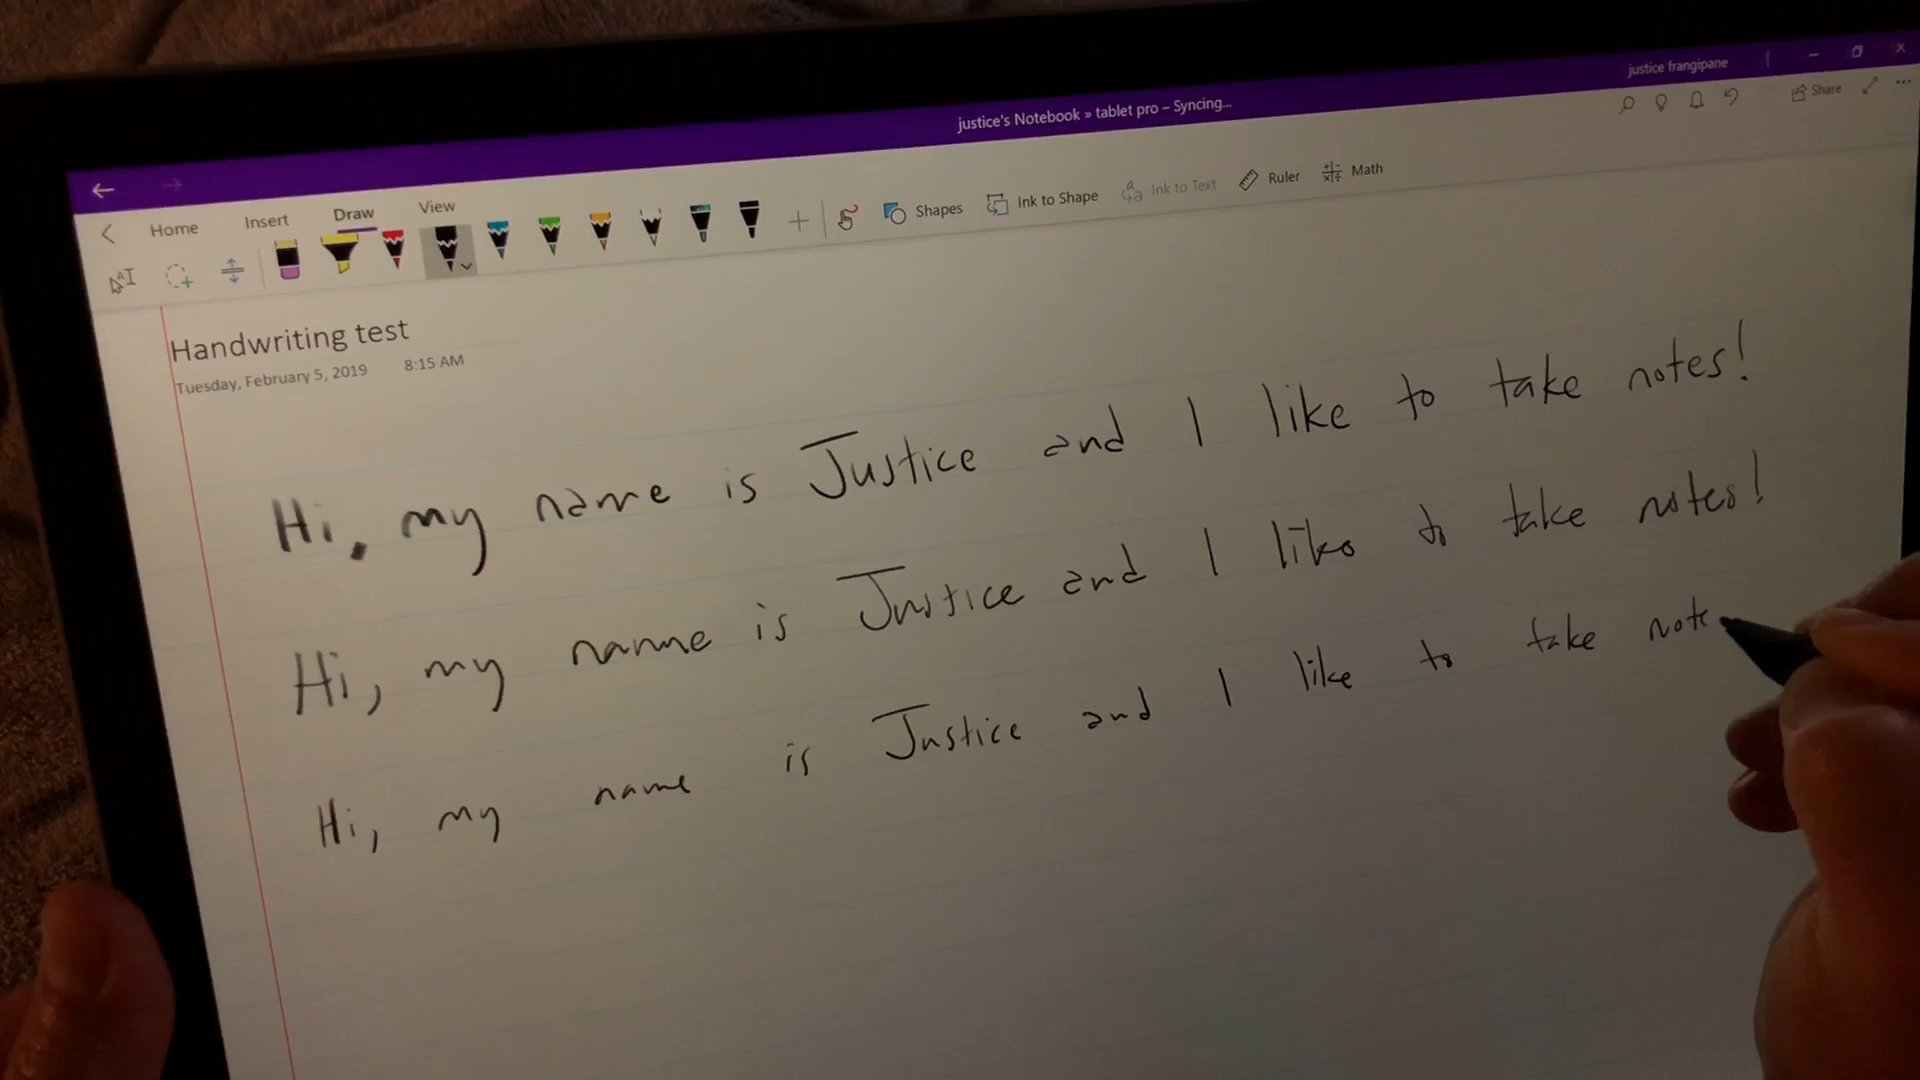 justice frangipane
justice's Notebook » tablet pro – Syncing...
Share
Home Insert Draw View
Shapes Ink to Shape Ink to Text Ruler Math
Handwriting test
Tuesday, February 5, 2019 8:15 AM
Hi, my name is Justice and I like to take notes!
Hi, my name is Justice and I like to take notes!
Hi, my name is Justice and I like to take note